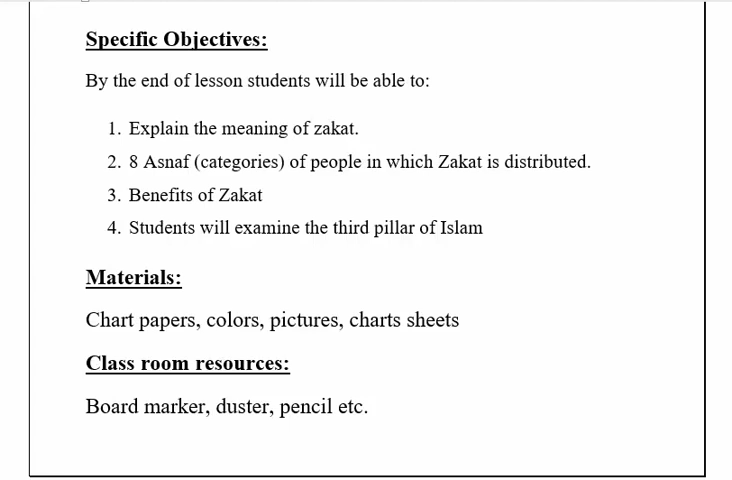 Specific Objectives:
By the end of lesson students will be able to:
1. Explain the meaning of zakat.
2. 8 Asnaf (categories) of people in which Zakat is distributed.
3. Benefits of Zakat
4. Students will examine the third pillar of Islam
Materials:
Chart papers, colors, pictures, charts sheets
Class room resources:
Board marker, duster, pencil etc.